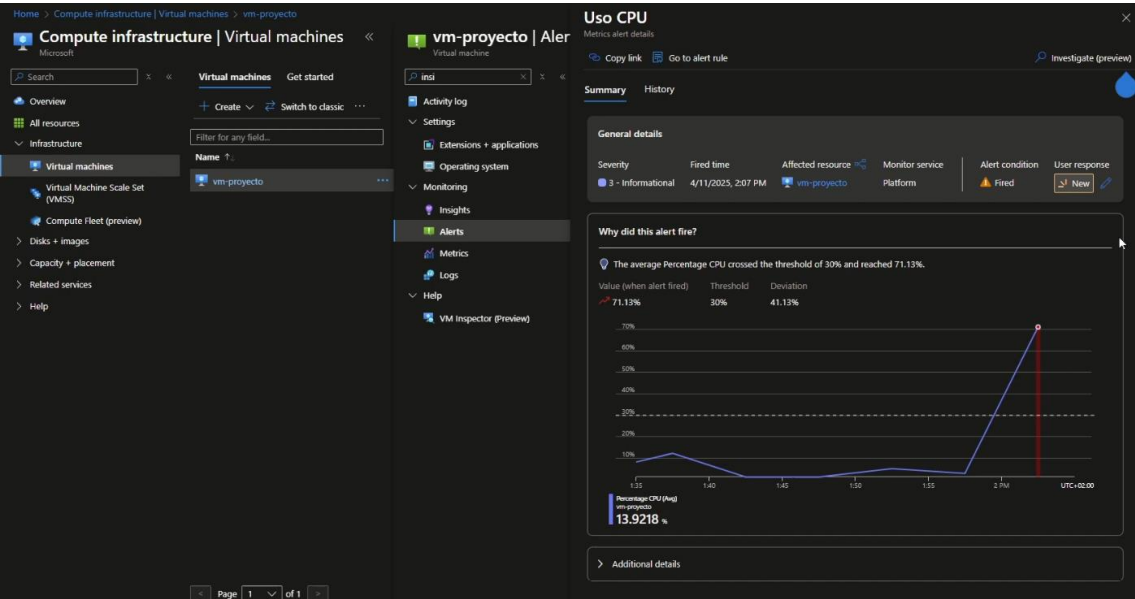 Home > Compute infrastructure | Virtual machines > vm-proyecto
Compute infrastructure | Virtual machines
Microsoft
Search
Overview
All resources
Infrastructure
Virtual machines
Virtual Machine Scale Set
(VMSS)
Compute Fleet (preview)
Disks + images
Capacity + placement
Related services
Help
Virtual machines Get started
Create Switch to classic
Filter for any field...
Name
vm-proyecto
Page 1 of 1
vm-proyecto | Aler
Virtual machine
insi
Activity log
Settings
Extensions + applications
Operating system
Monitoring
Insights
Alerts
Metrics
Logs
Help
VM Inspector (Preview)
Uso CPU
Metrics alert details
Copy link Go to alert rule Investigate (preview)
Summary History
General details
Severity Fired time Affected resource Monitor service Alert condition User response
3 - Informational 4/11/2025, 2:07 PM vm-proyecto Platform Fired New
Why did this alert fire?
The average Percentage CPU crossed the threshold of 30% and reached 71.13%.
Value (when alert fired) Threshold Deviation
71.13% 30% 41.13%
70%
60%
50%
40%
30%
20%
10%
1:35 1:40 1:45 1:50 1:55 2 PM UTC+02:00
Percentage CPU (Avg)
vm-proyecto
13.9218 %
Additional details